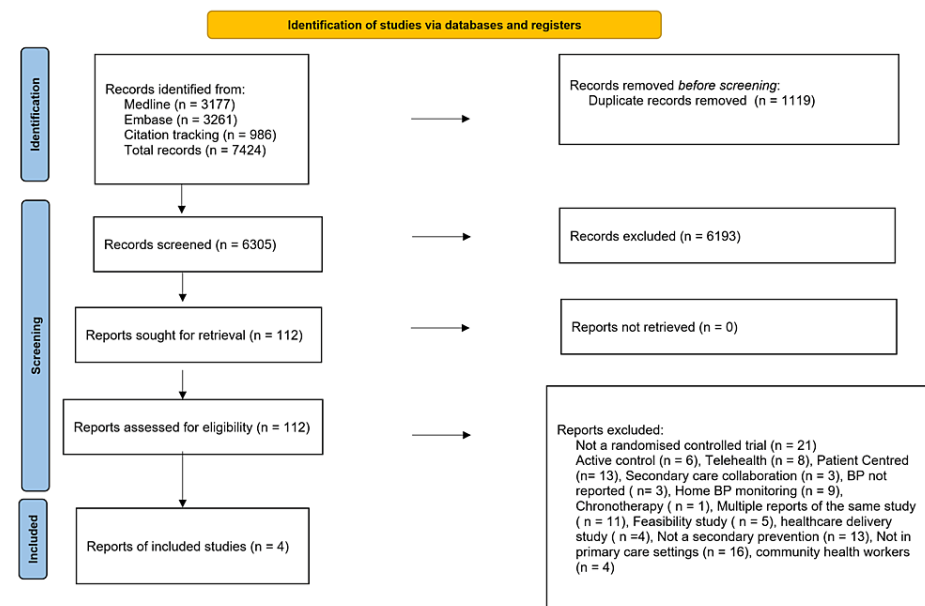 Identification of studies via databases and registers
Identification
Records identified from:
Medline (n = 3177)
Embase (n = 3261)
Citation tracking (n = 986)
Total records (n = 7424)
Records removed before screening:
Duplicate records removed (n = 1119)
Screening
Records screened (n = 6305)
Records excluded (n = 6193)
Reports sought for retrieval (n = 112)
Reports not retrieved (n = 0)
Reports assessed for eligibility (n = 112)
Reports excluded:
Not a randomised controlled trial (n = 21)
Active control (n = 6), Telehealth (n = 8), Patient Centred
(n= 13), Secondary care collaboration (n = 3), BP not
reported ( n= 3), Home BP monitoring (n = 9),
Chronotherapy ( n = 1), Multiple reports of the same study
( n = 11), Feasibility study ( n = 5), healthcare delivery
study ( n =4), Not a secondary prevention (n = 13), Not in
primary care settings (n = 16), community health workers
(n = 4)
Included
Reports of included studies (n = 4)